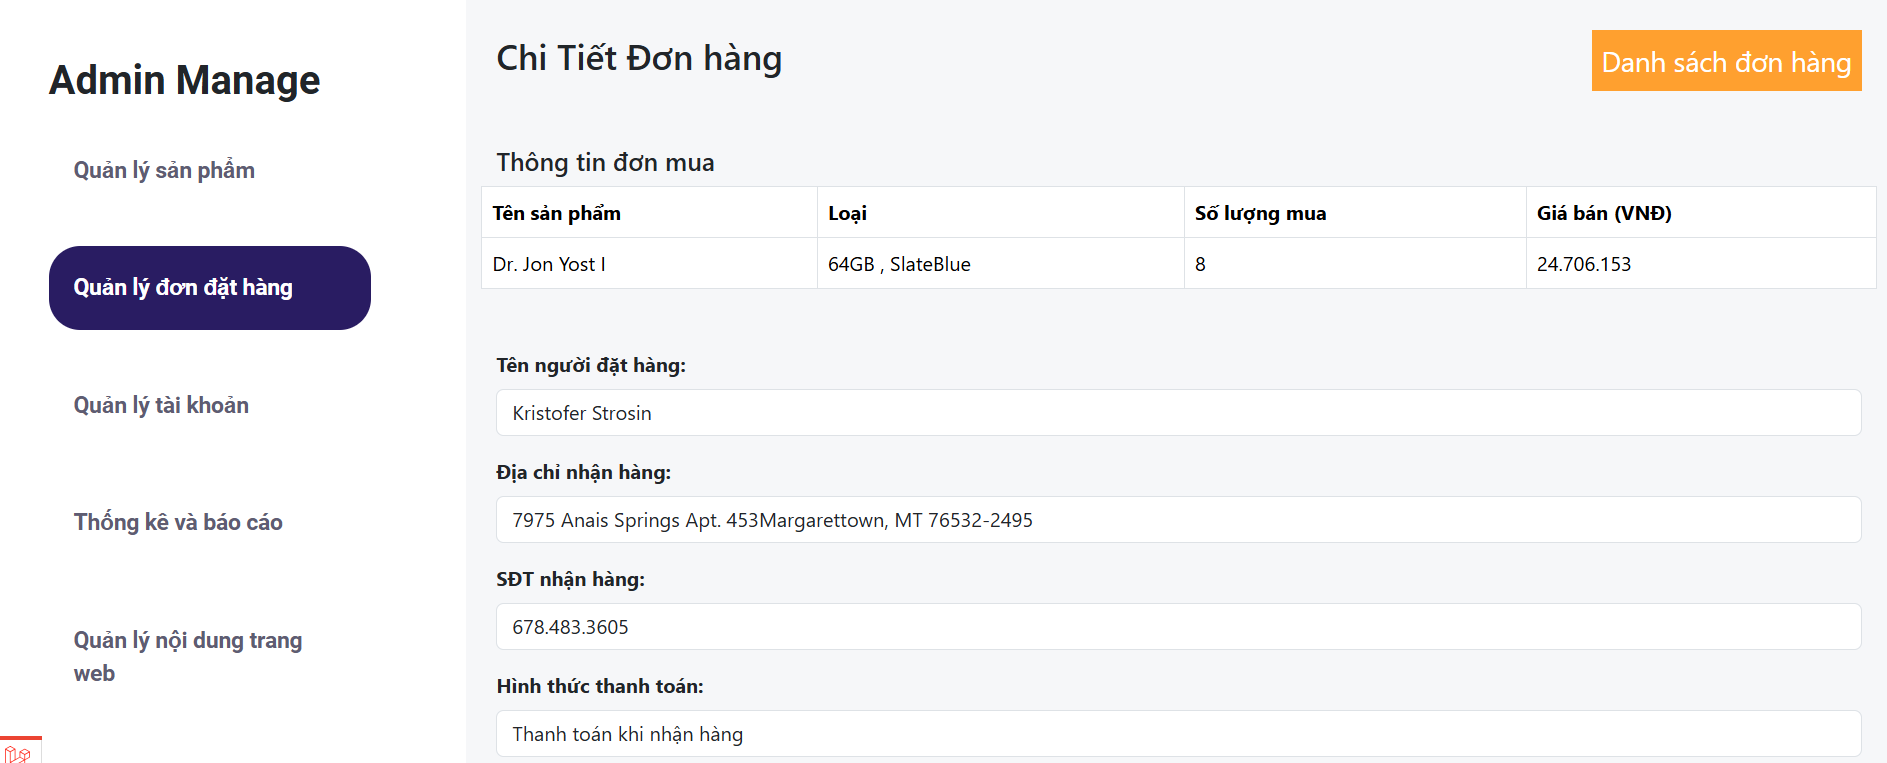 Admin Manage
Quản lý sản phẩm
Quản lý đơn đặt hàng
Quản lý tài khoản
Thống kê và báo cáo
Quản lý nội dung trang
web
Chi Tiết Đơn hàng
Danh sách đơn hàng
Thông tin đơn mua
Tên sản phẩm Loại Số lượng mua Giá bán (VNĐ)
Dr. Jon Yost I 64GB , SlateBlue 8 24.706.153
Tên người đặt hàng:
Kristofer Strosin
Địa chỉ nhận hàng:
7975 Anais Springs Apt. 453Margarettown, MT 76532-2495
SĐT nhận hàng:
678.483.3605
Hình thức thanh toán:
Thanh toán khi nhận hàng